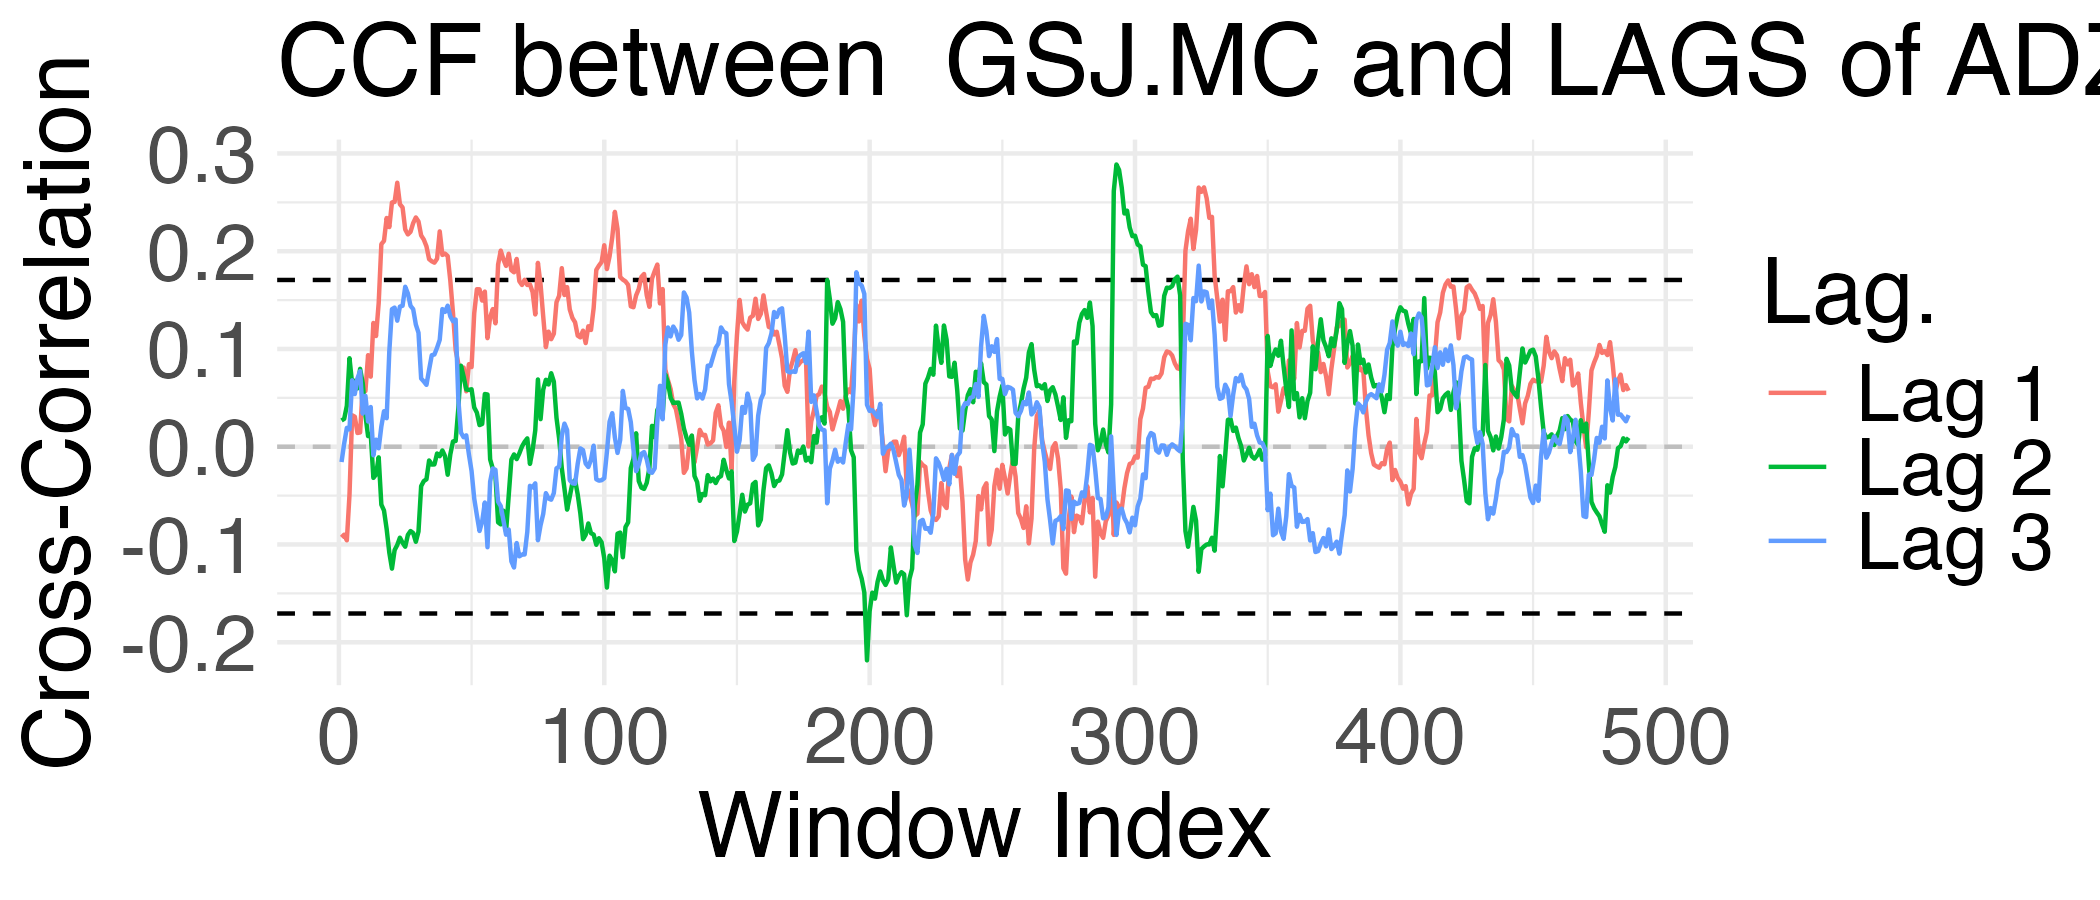 CCF between  GSJ.MC and LAGS of ADZ
Cross-Correlation
0.3
0.2
0.1
0.0
-0.1
-0.2
0 100 200 300 400 500
Window Index
Lag.
Lag 1
Lag 2
Lag 3